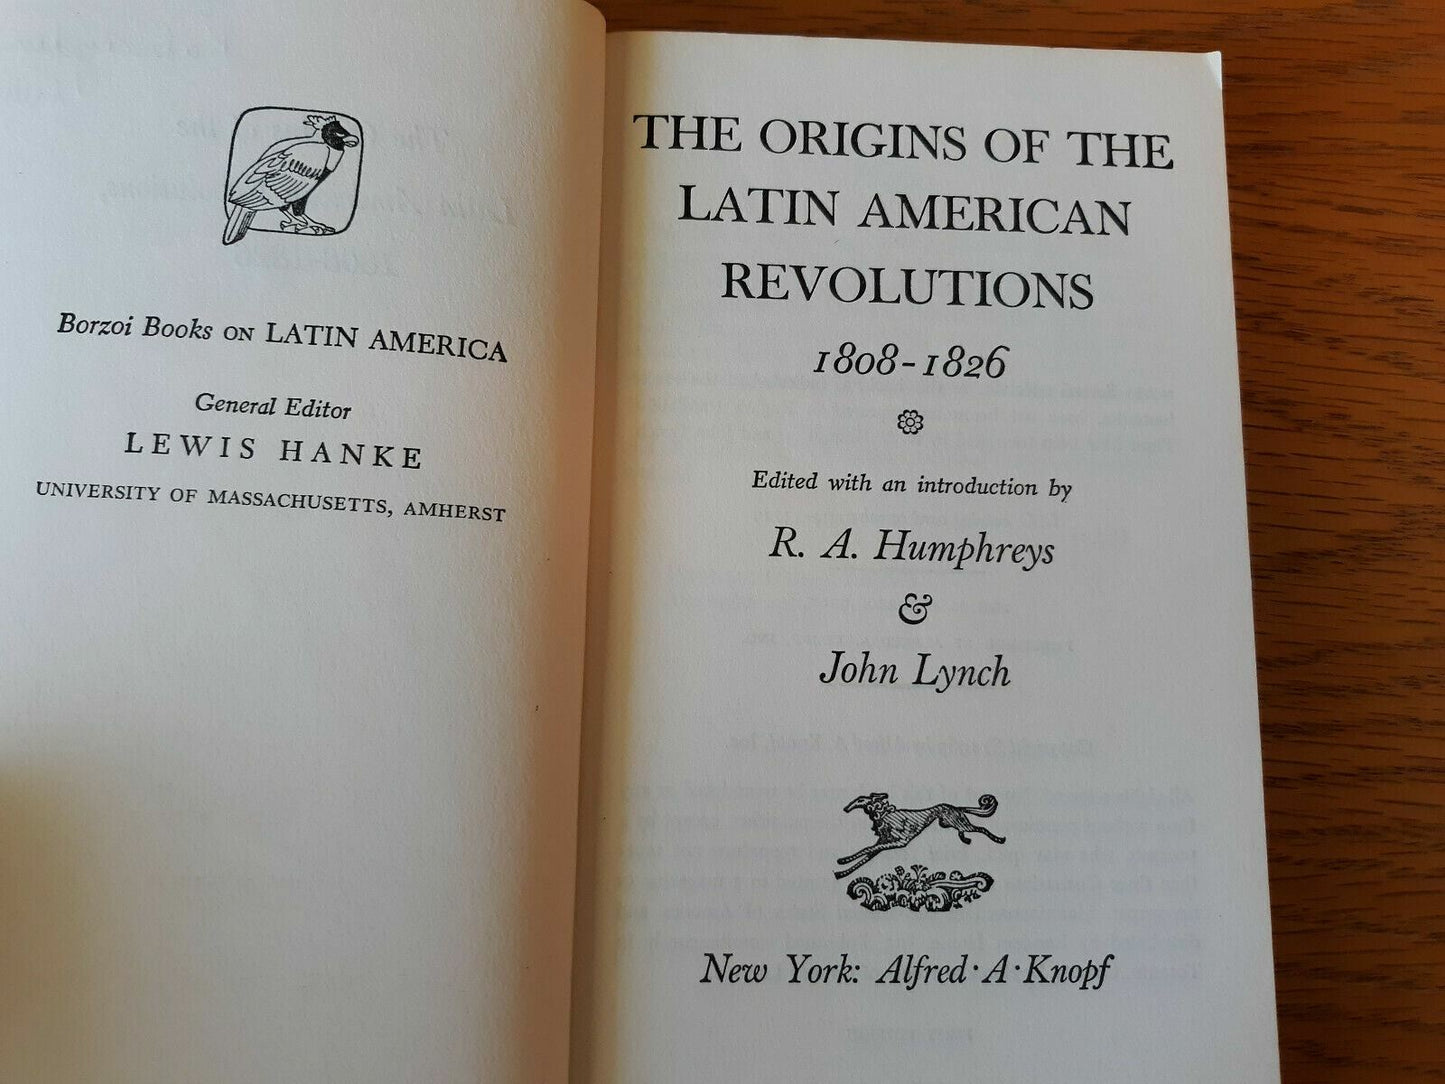 Borzoi Books ON LATIN AMERICA
General Editor
LEWIS HANKE
UNIVERSITY OF MASSACHUSETTS, AMHERST
THE ORIGINS OF THE
LATIN AMERICAN
REVOLUTIONS
1808-1826
Edited with an introduction by
R. A. Humphreys
&
John Lynch
New York: Alfred · A · Knopf